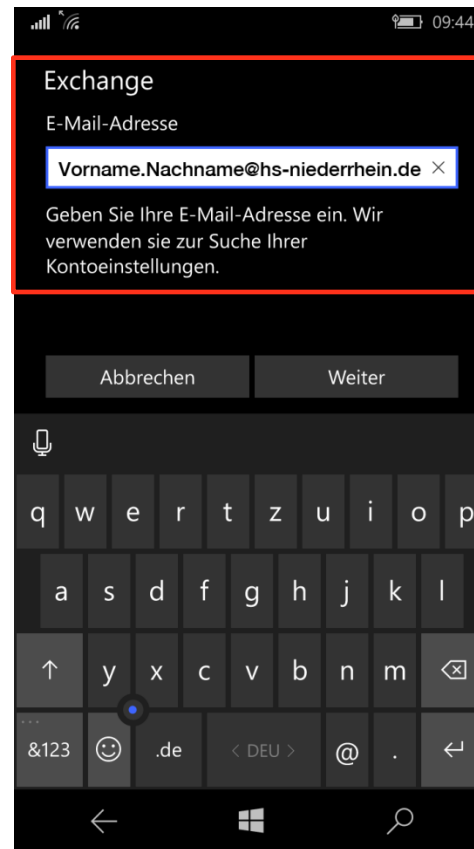 09:44
Exchange
E-Mail-Adresse
Vorname.Nachname@hs-niederrhein.de
Geben Sie Ihre E-Mail-Adresse ein. Wir
verwenden sie zur Suche Ihrer
Kontoeinstellungen.
Abbrechen Weiter
q w e r t z u i o p
a s d f g h j k l
y x c v b n m
&123 .de < DEU > @ .